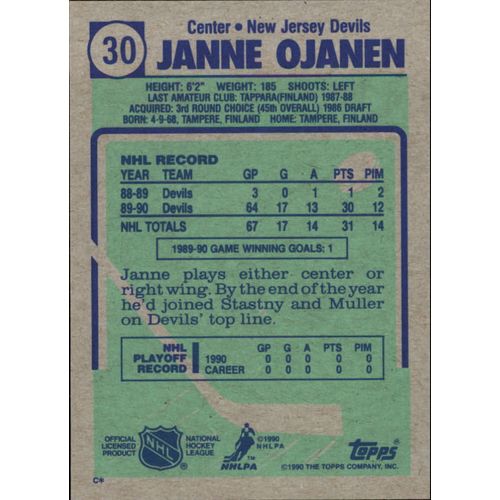 30
Center • New Jersey Devils
JANNE OJANEN
HEIGHT: 6'2" WEIGHT: 185 SHOOTS: LEFT
LAST AMATEUR CLUB: TAPPARA(FINLAND) 1987-88
ACQUIRED: 3rd ROUND CHOICE (45th OVERALL) 1986 DRAFT
BORN: 4-9-68, TAMPERE, FINLAND HOME: TAMPERE, FINLAND
NHL RECORD
YEAR TEAM GP G A PTS PIM
88-89 Devils 3 0 1 1 2
89-90 Devils 64 17 13 30 12
NHL TOTALS 67 17 14 31 14
1989-90 GAME WINNING GOALS: 1
Janne plays either center or
right wing. By the end of the year
he'd joined Stastny and Muller
on Devils' top line.
NHL PLAYOFF RECORD
GP G A PTS PIM
1990 0 0 0 0 0
CAREER 0 0 0 0 0
OFFICIAL
LICENSED
PRODUCT
NHL
NATIONAL
HOCKEY
LEAGUE
©1990
NHLPA
NHLPA
topps®
©1990 THE TOPPS COMPANY, INC.
C*